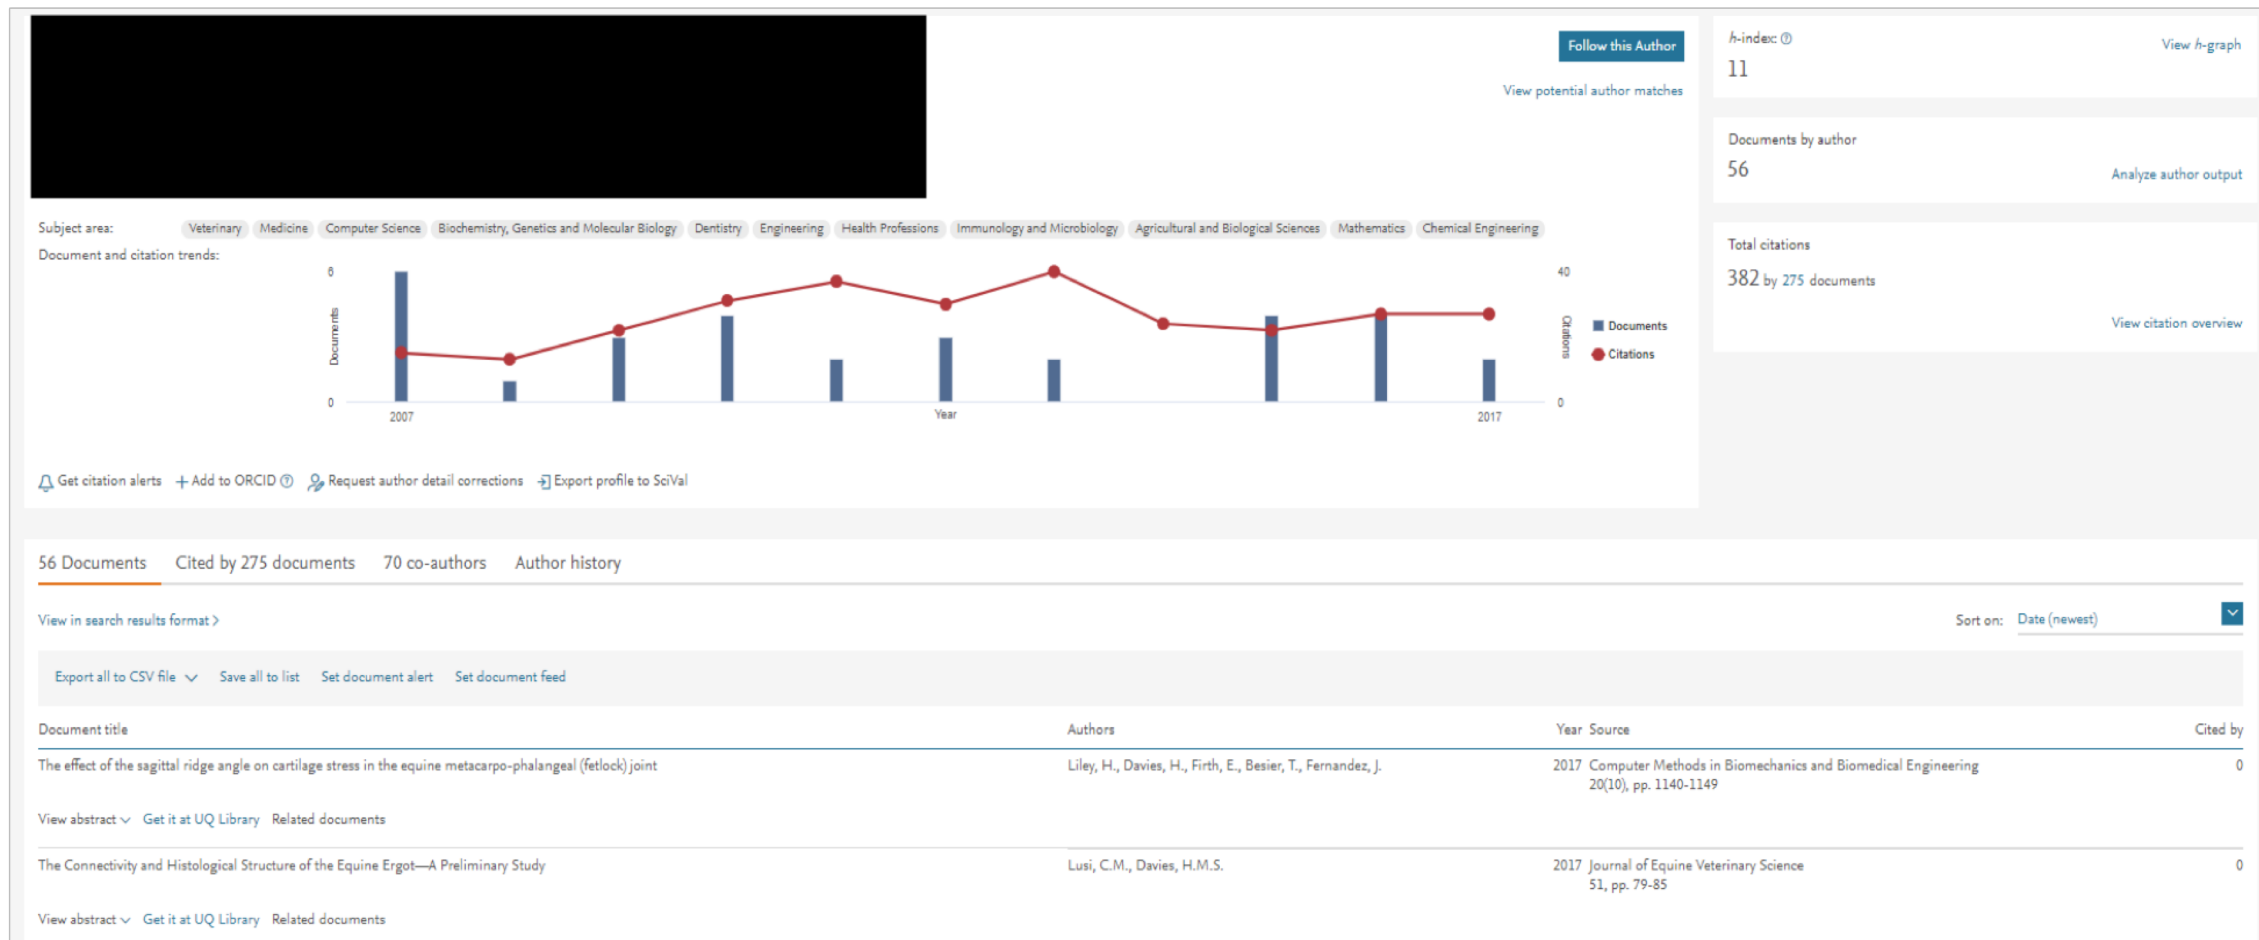 Follow this Author
View potential author matches
h-index:
View h-graph
11
Documents by author
56
Analyze author output
Total citations
382 by 275 documents
View citation overview
Subject area: Veterinary Medicine Computer Science Biochemistry, Genetics and Molecular Biology Dentistry Engineering Health Professions Immunology and Microbiology Agricultural and Biological Sciences Mathematics Chemical Engineering
Document and citation trends:
6
Documents
0
2007
Year
2017
40
Citations
0
Documents
Citations
Get citation alerts + Add to ORCID Request author detail corrections Export profile to SciVal
56 Documents Cited by 275 documents 70 co-authors Author history
View in search results format >
Sort on: Date (newest)
Export all to CSV file Save all to list Set document alert Set document feed
Document title Authors Year Source Cited by
The effect of the sagittal ridge angle on cartilage stress in the equine metacarpo-phalangeal (fetlock) joint Liley, H., Davies, H., Firth, E., Besier, T., Fernandez, J. 2017 Computer Methods in Biomechanics and Biomedical Engineering 0
20(10), pp. 1140-1149
View abstract Get it at UQ Library Related documents
The Connectivity and Histological Structure of the Equine Ergot—A Preliminary Study Lusi, C.M., Davies, H.M.S. 2017 Journal of Equine Veterinary Science 0
51, pp. 79-85
View abstract Get it at UQ Library Related documents